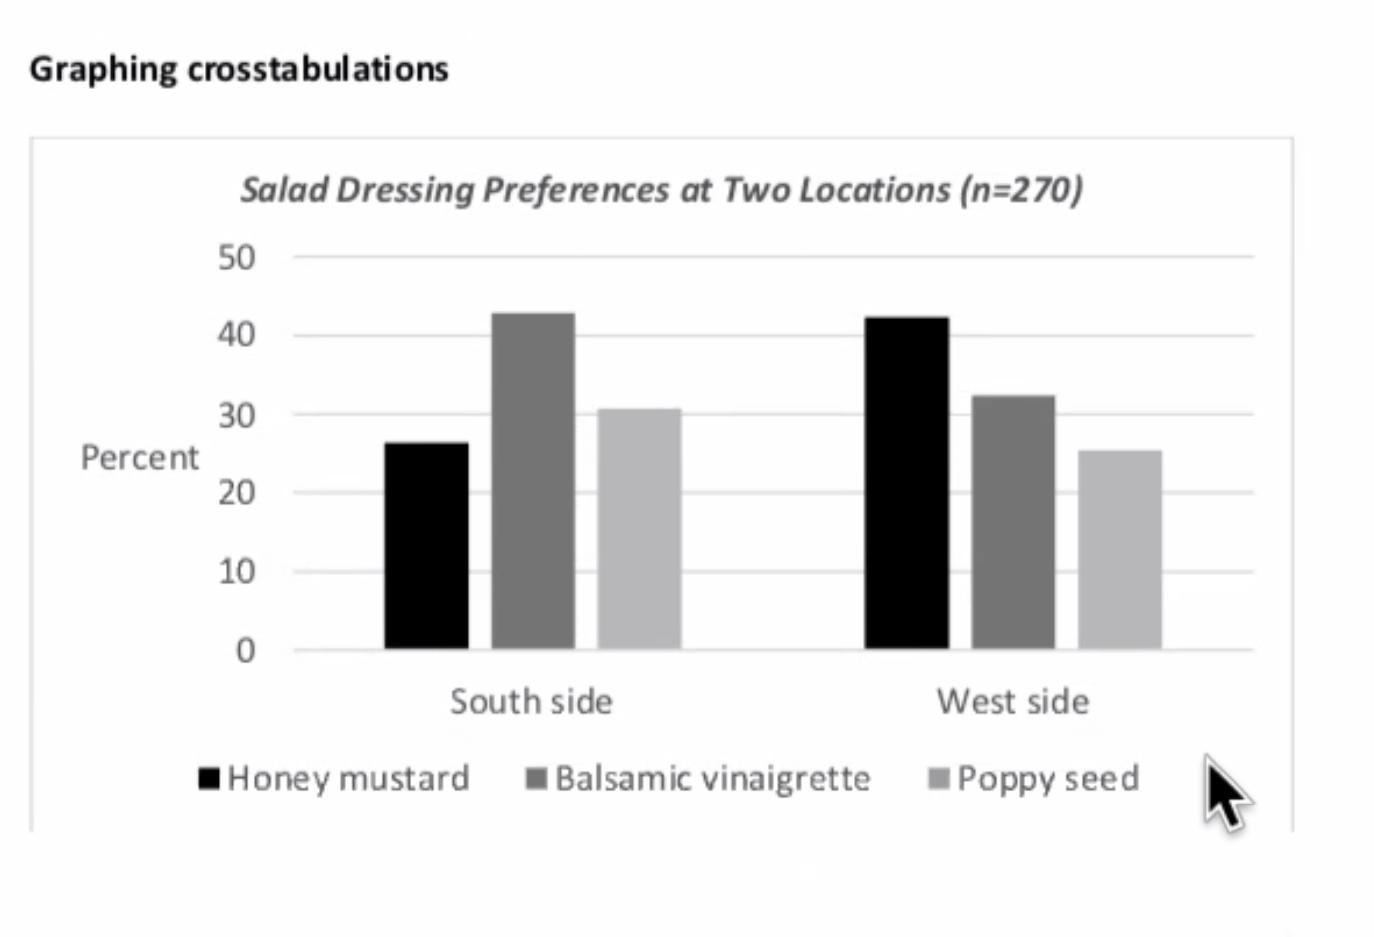 Graphing crosstabulations
Salad Dressing Preferences at Two Locations (n=270)
50
40
30
Percent
20
10
0
South side West side
Honey mustard Balsamic vinaigrette Poppy seed